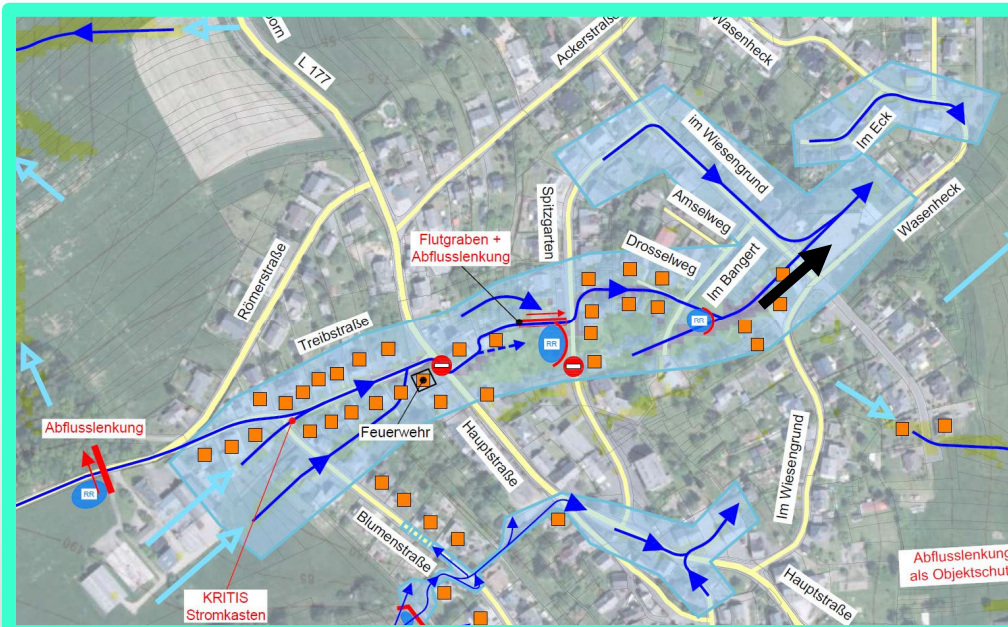 L 177
Ackerstraße
Wasenheck
im Wiesengrund
Im Eck
Amselweg
Wasenheck
Spitzgarten
Drosselweg
Im Bangert
Flutgraben +
Abflusslenkung
Römerstraße
Treibstraße
RR
RR
Abflusslenkung
RR
Feuerwehr
Hauptstraße
Im Wiesengrund
Blumenstraße
KRITIS
Stromkasten
Hauptstraße
Abflusslenkung
als Objektschut